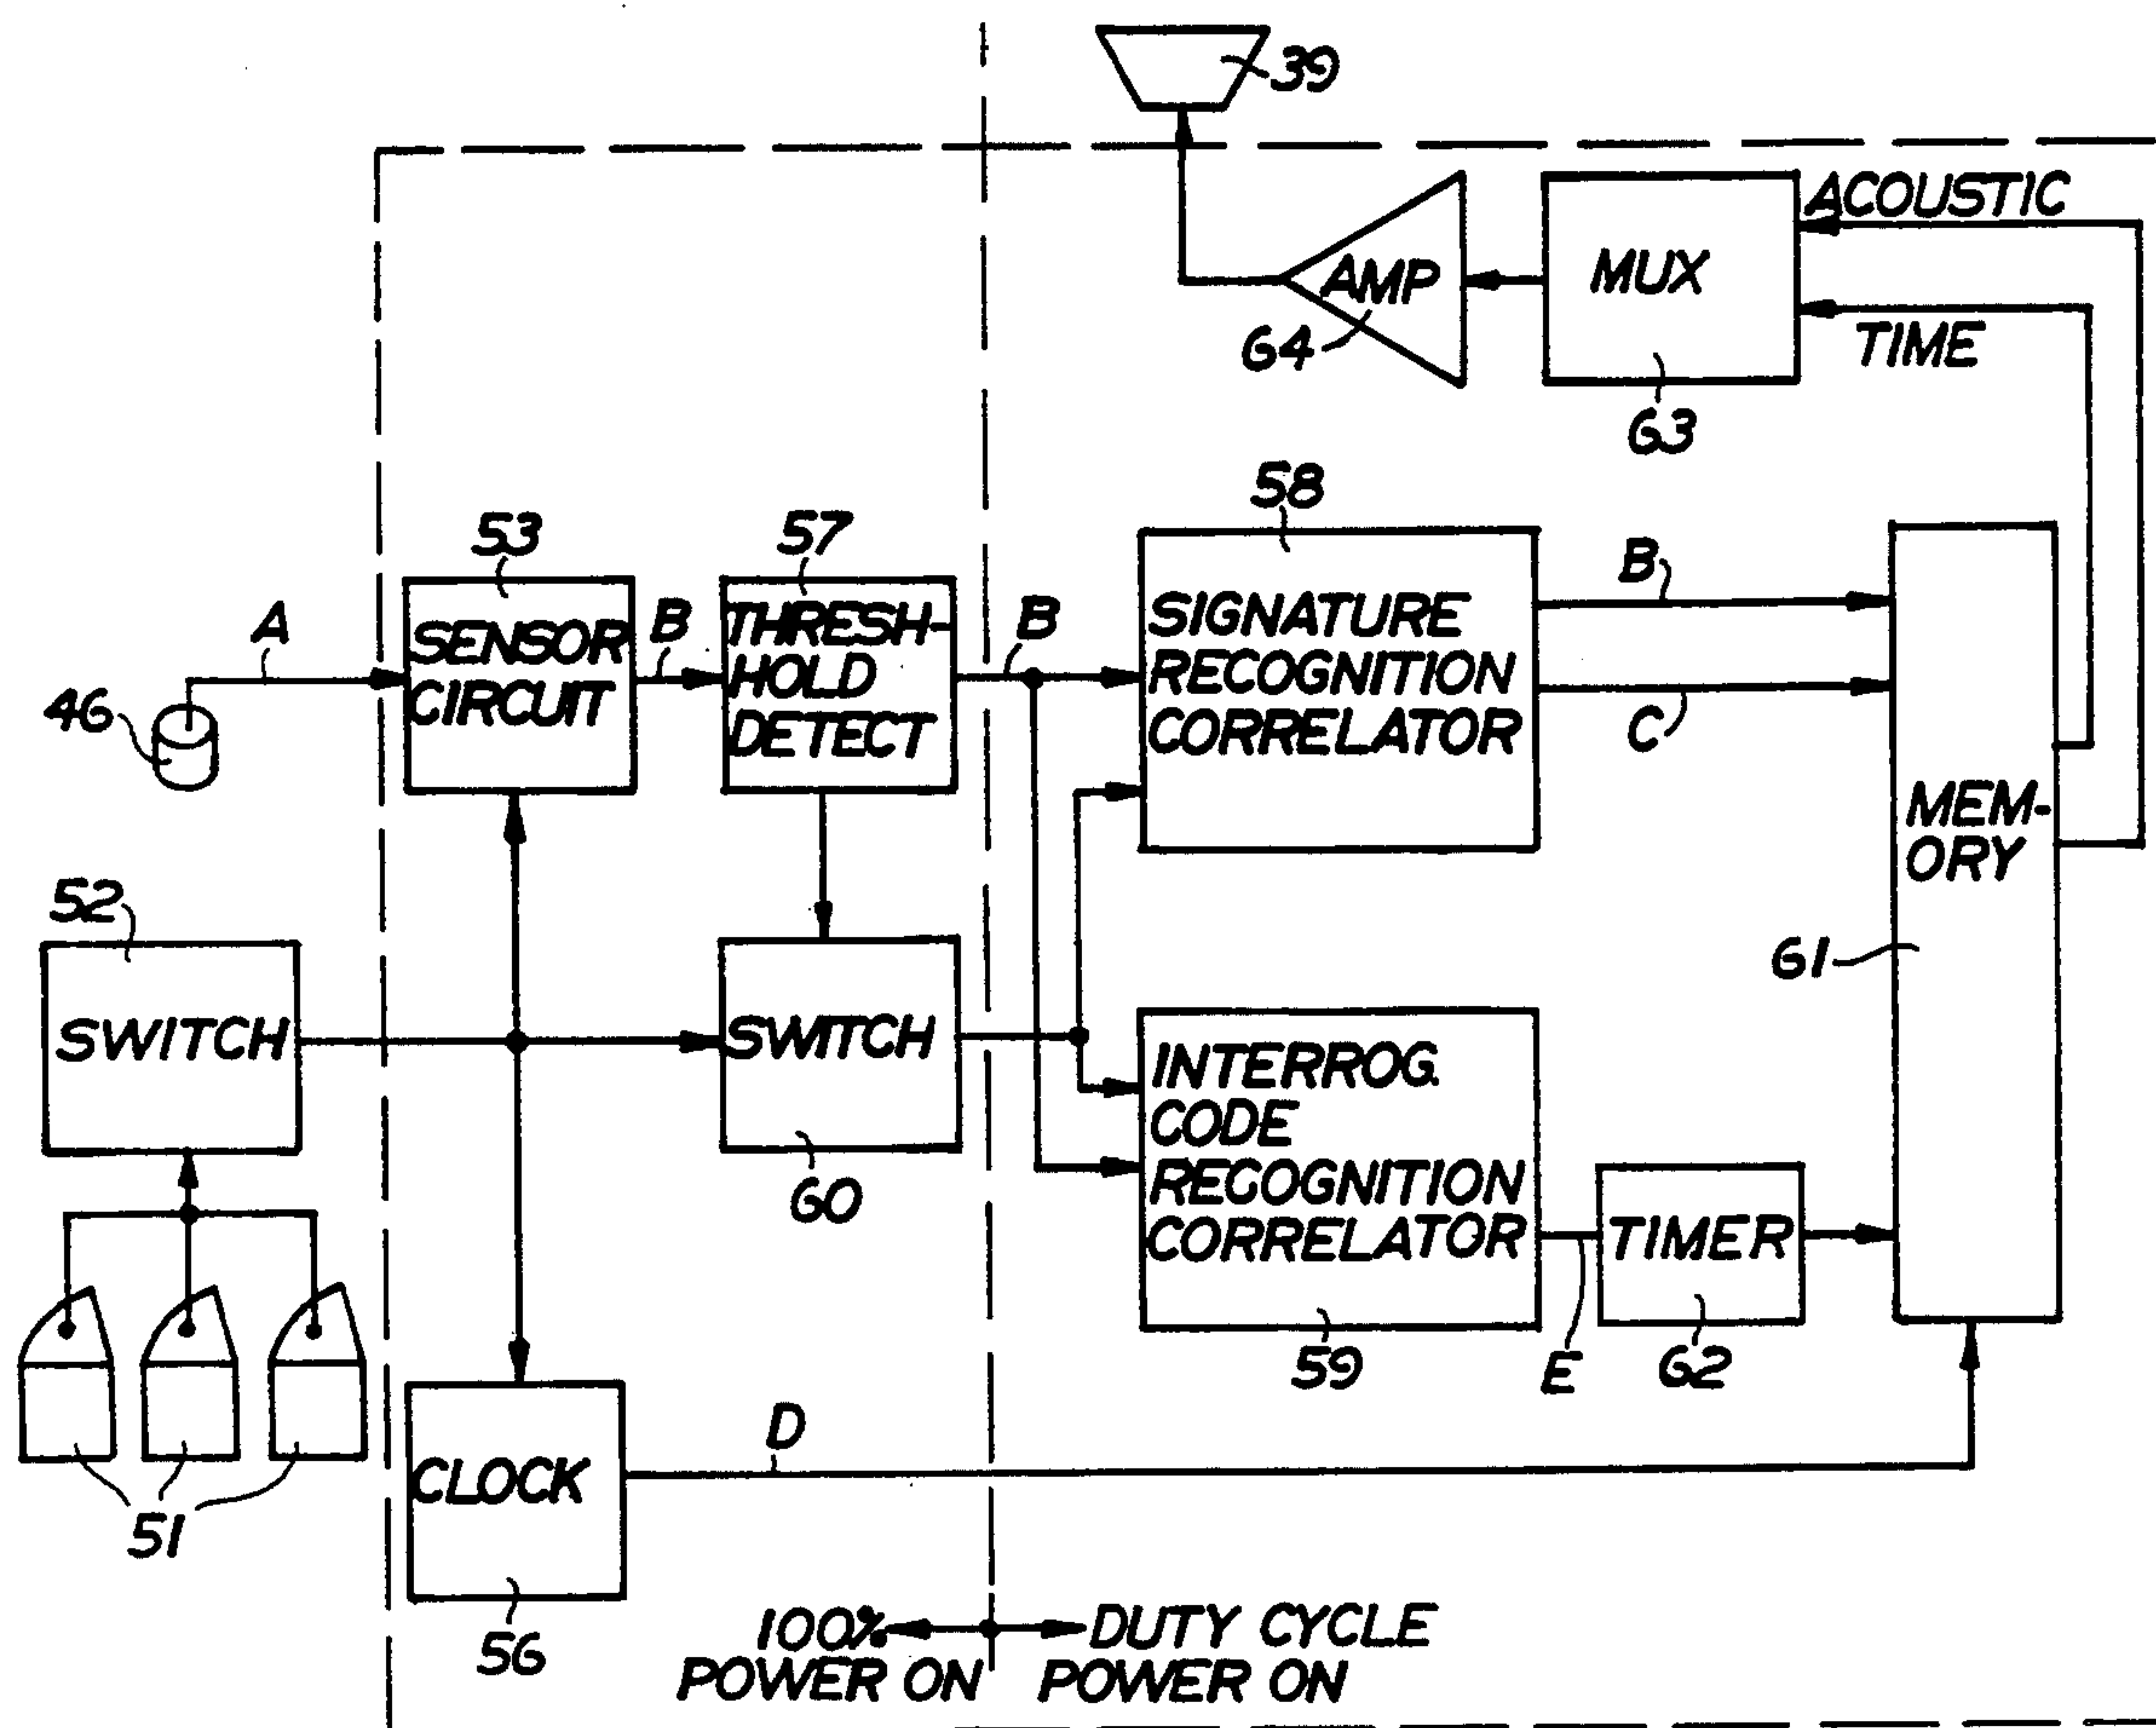 39
ACOUSTIC
MUX
AMP
64
TIME
63
58
53
57
B
A
SENSOR
CIRCUIT
B
THRESH-
HOLD
DETECT
B
SIGNATURE
RECOGNITION
CORRELATOR
C
46
MEM-
ORY
52
61
SWITCH
SWITCH
INTERROG.
CODE
RECOGNITION
CORRELATOR
60
TIMER
59
E
62
D
CLOCK
51
56
100%
POWER ON
DUTY CYCLE
POWER ON